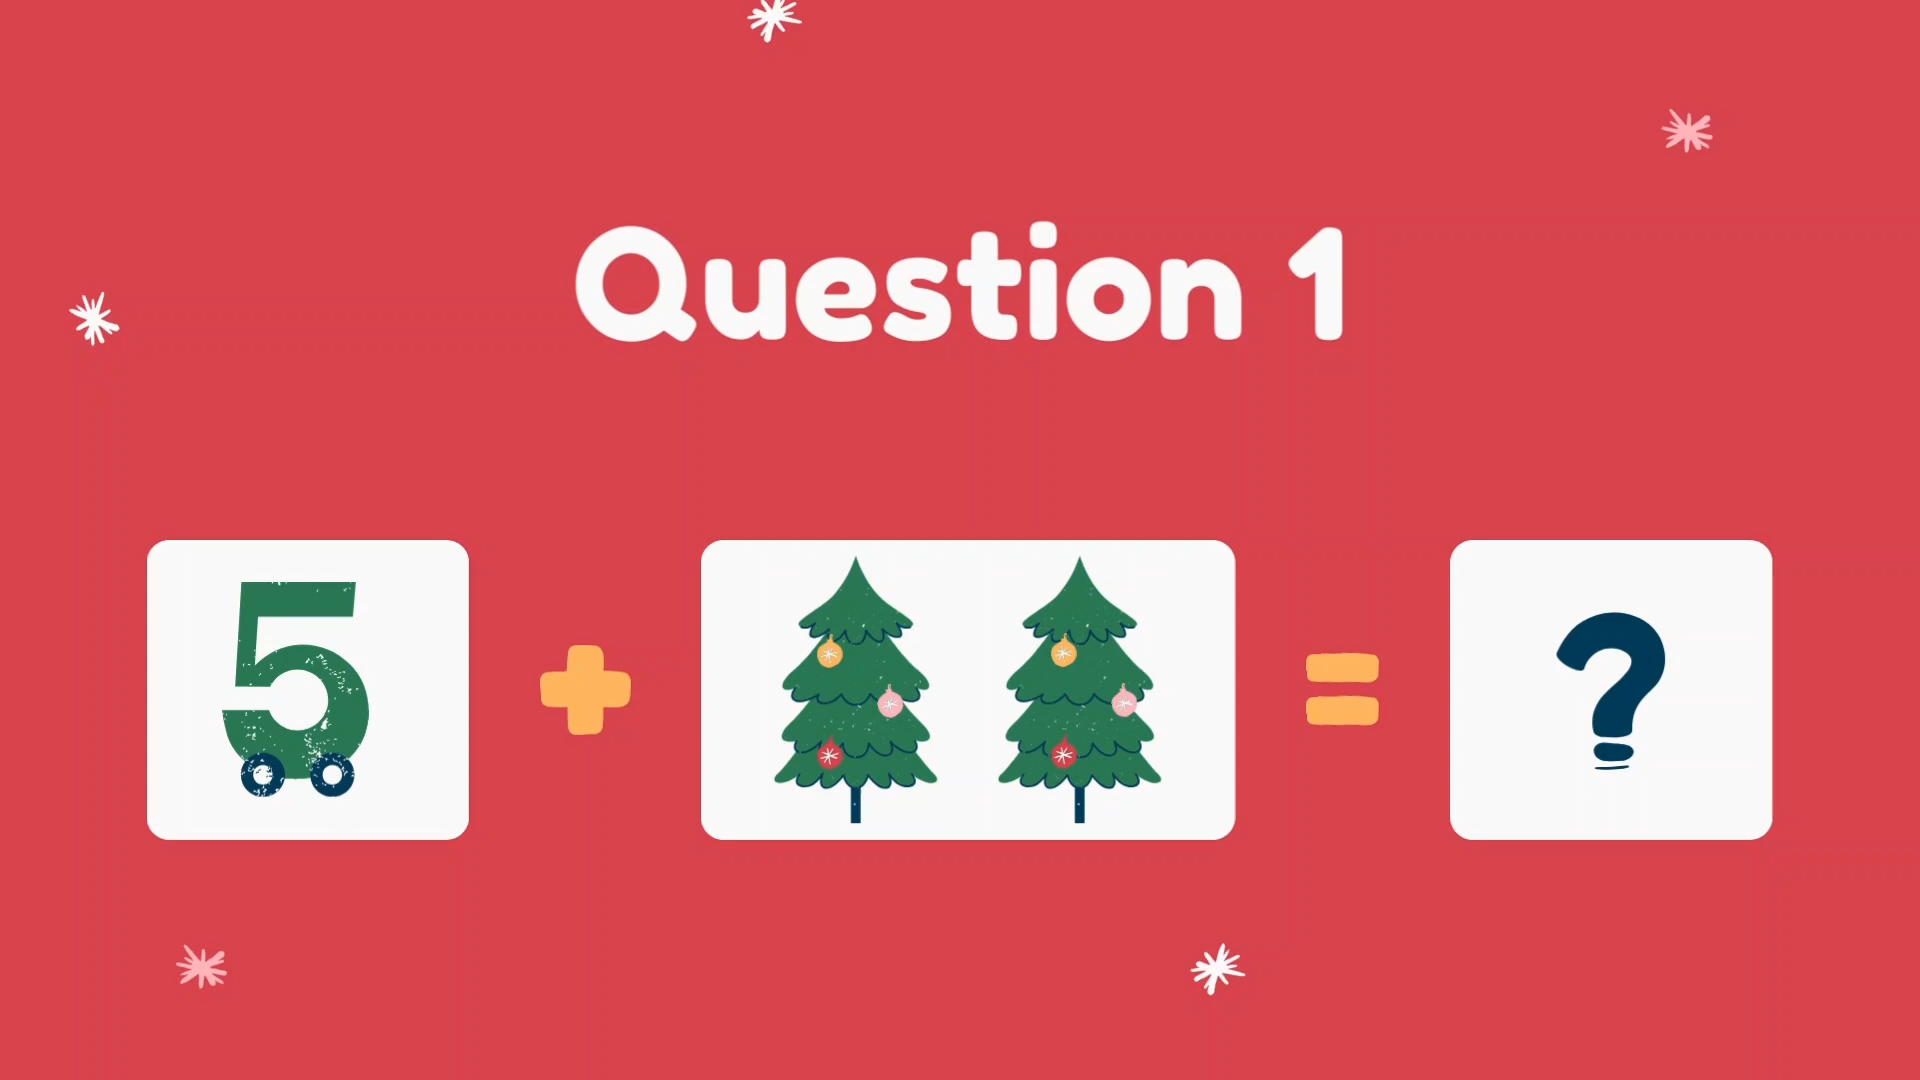 Question 1
5 + = ?